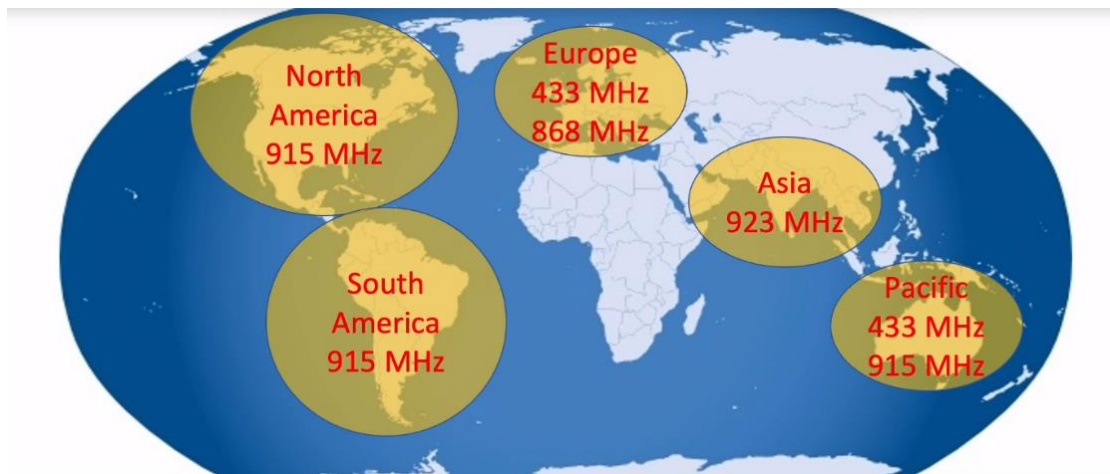 North
America
915 MHz
Europe
433 MHz
868 MHz
Asia
923 MHz
South
America
915 MHz
Pacific
433 MHz
915 MHz